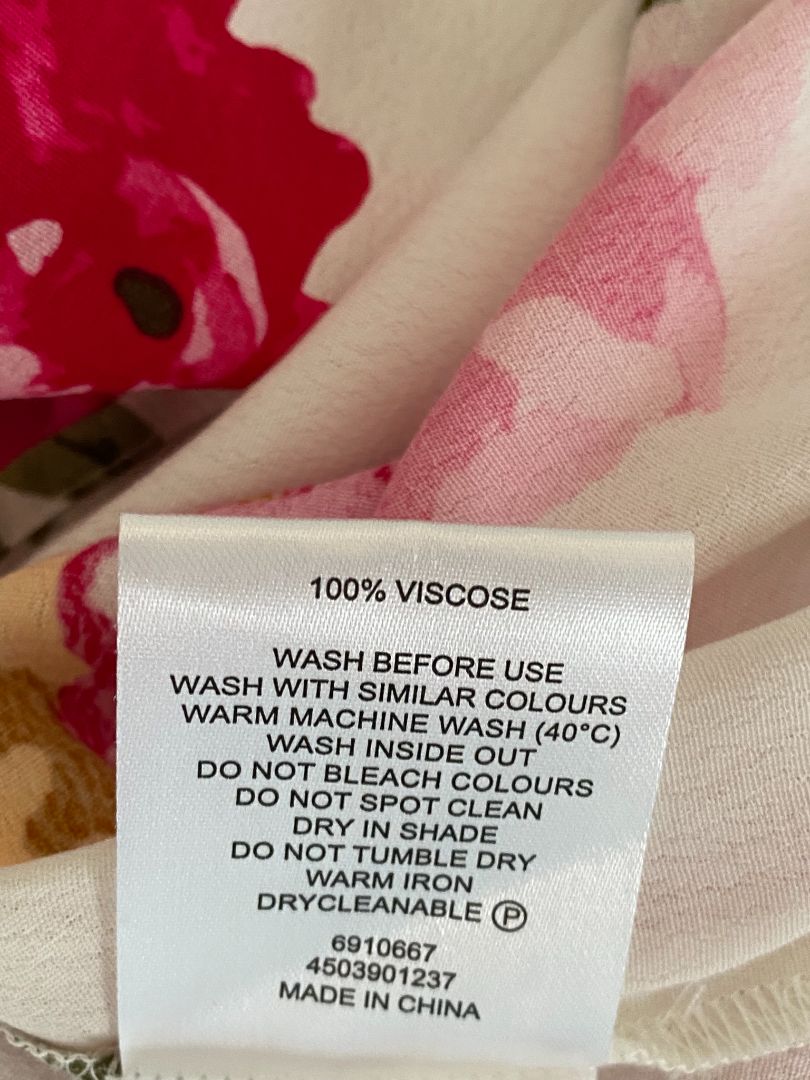 100% VISCOSE
WASH BEFORE USE
WASH WITH SIMILAR COLOURS
WARM MACHINE WASH (40°C)
WASH INSIDE OUT
DO NOT BLEACH COLOURS
DO NOT SPOT CLEAN
DRY IN SHADE
DO NOT TUMBLE DRY
WARM IRON
DRYCLEANABLE Ⓟ
6910667
4503901237
MADE IN CHINA